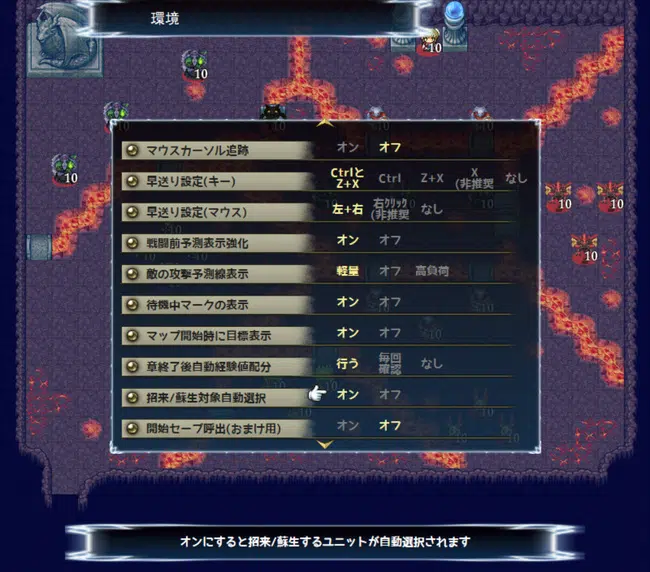 環境
10
10
10
マウスカーソル追跡 オン オフ
早送り設定(キー) CtrlとZ+X Ctrl Z+X X(非推奨 なし
早送り設定(マウス) 左+右 右ｸﾘｯｸ(非推奨 なし
戦闘前予測表示強化 オン オフ
敵の攻撃予測線表示 軽量 オフ 高負荷
待機中マークの表示 オン オフ
マップ開始時に目標表示 オン オフ
章終了後自動経験値配分 行う 毎回確認 なし
招来/蘇生対象自動選択 オン オフ
開始セーブ呼出(おまけ用) オン オフ
10
10
10
オンにすると招来/蘇生するユニットが自動選択されます